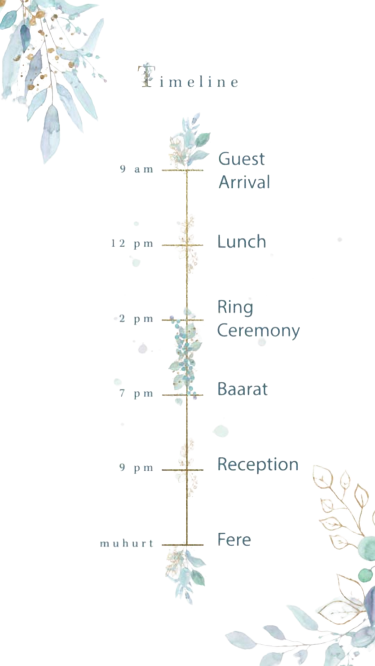 Timeline
9 am
Guest
Arrival
12 pm
Lunch
2 pm
Ring
Ceremony
7 pm
Baarat
9 pm
Reception
muhurt
Fere